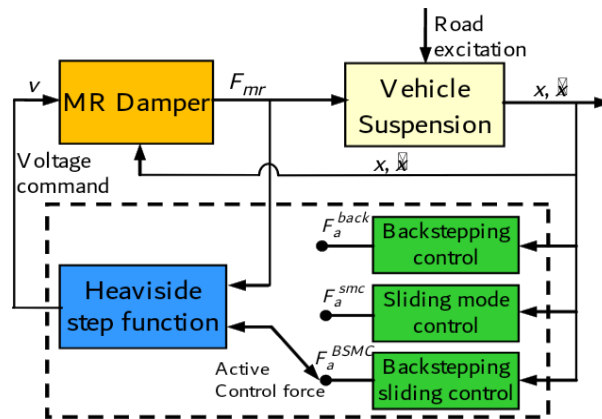 Road
excitation
v
MR Damper
F_mr
Vehicle
Suspension
x, ẋ
Voltage
command
x, ẋ
F_a^back
Backstepping
control
Heaviside
step function
F_a^smc
Sliding mode
control
Active
Control force
F_a^BSMC
Backstepping
sliding control